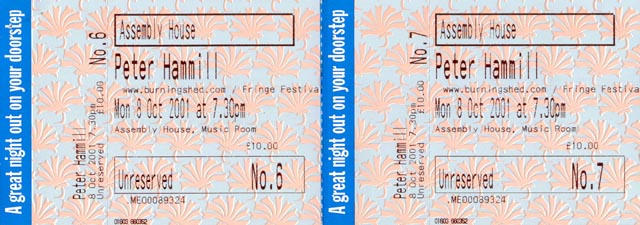 A great night out on your doorstep
Peter Hammill
8 Oct 2001 7.30pm
Unreserved
£10.00
No.6
Assembly House
Peter Hammill
www.burningshed.com / Fringe Festiva
Mon 8 Oct 2001 at 7.30pm
Assembly House, Music Room
£10.00
Unreserved No.6
.ME00089324
A great night out on your doorstep
Peter Hammill
8 Oct 2001 7.30pm
Unreserved
£10.00
No.7
Assembly House
Peter Hammill
www.burningshed.com / Fringe Festiva
Mon 8 Oct 2001 at 7.30pm
Assembly House, Music Room
£10.00
Unreserved No.7
.ME00089324